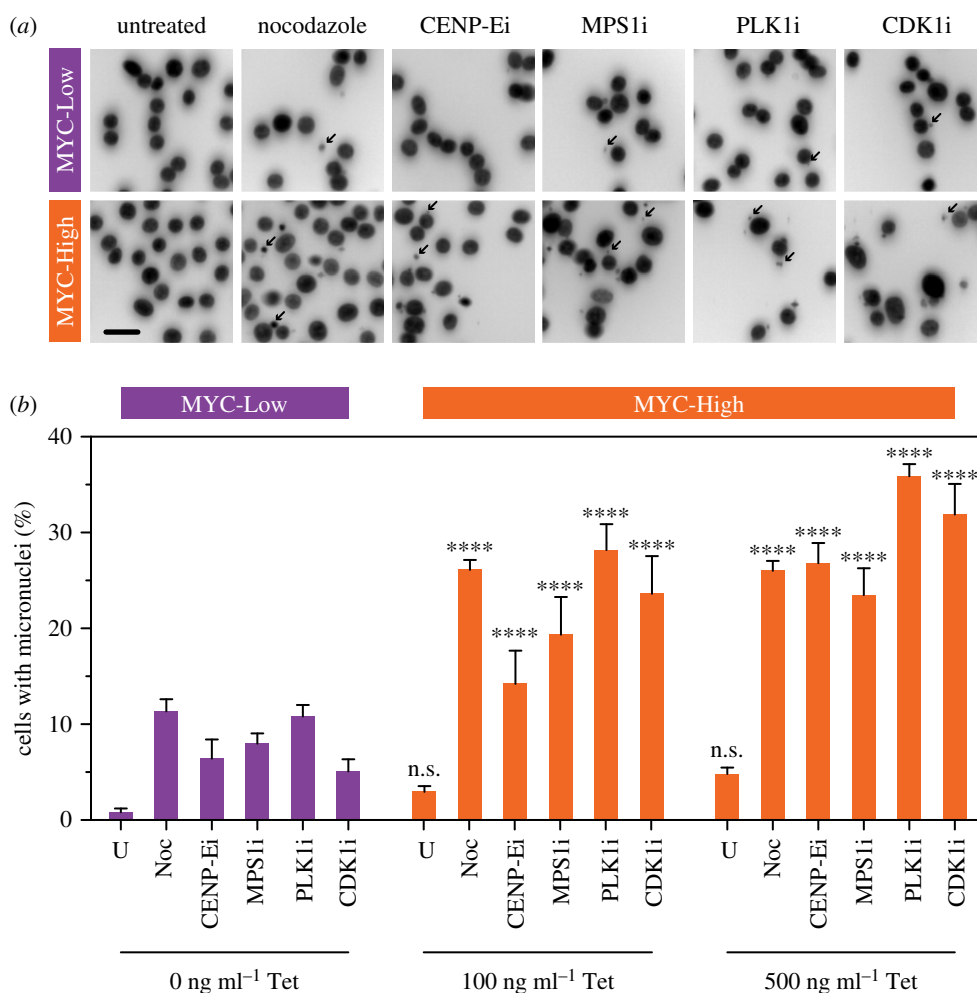 (a)
untreated nocodazole CENP-Ei MPS1i PLK1i CDK1i
MYC-Low
MYC-High
(b)
MYC-Low MYC-High
40
30
20
10
0
cells with micronuclei (%)
n.s. **** **** **** **** ****
n.s. **** **** **** **** ****
U Noc CENP-Ei MPS1i PLK1i CDK1i
U Noc CENP-Ei MPS1i PLK1i CDK1i
U Noc CENP-Ei MPS1i PLK1i CDK1i
0 ng ml⁻¹ Tet 100 ng ml⁻¹ Tet 500 ng ml⁻¹ Tet